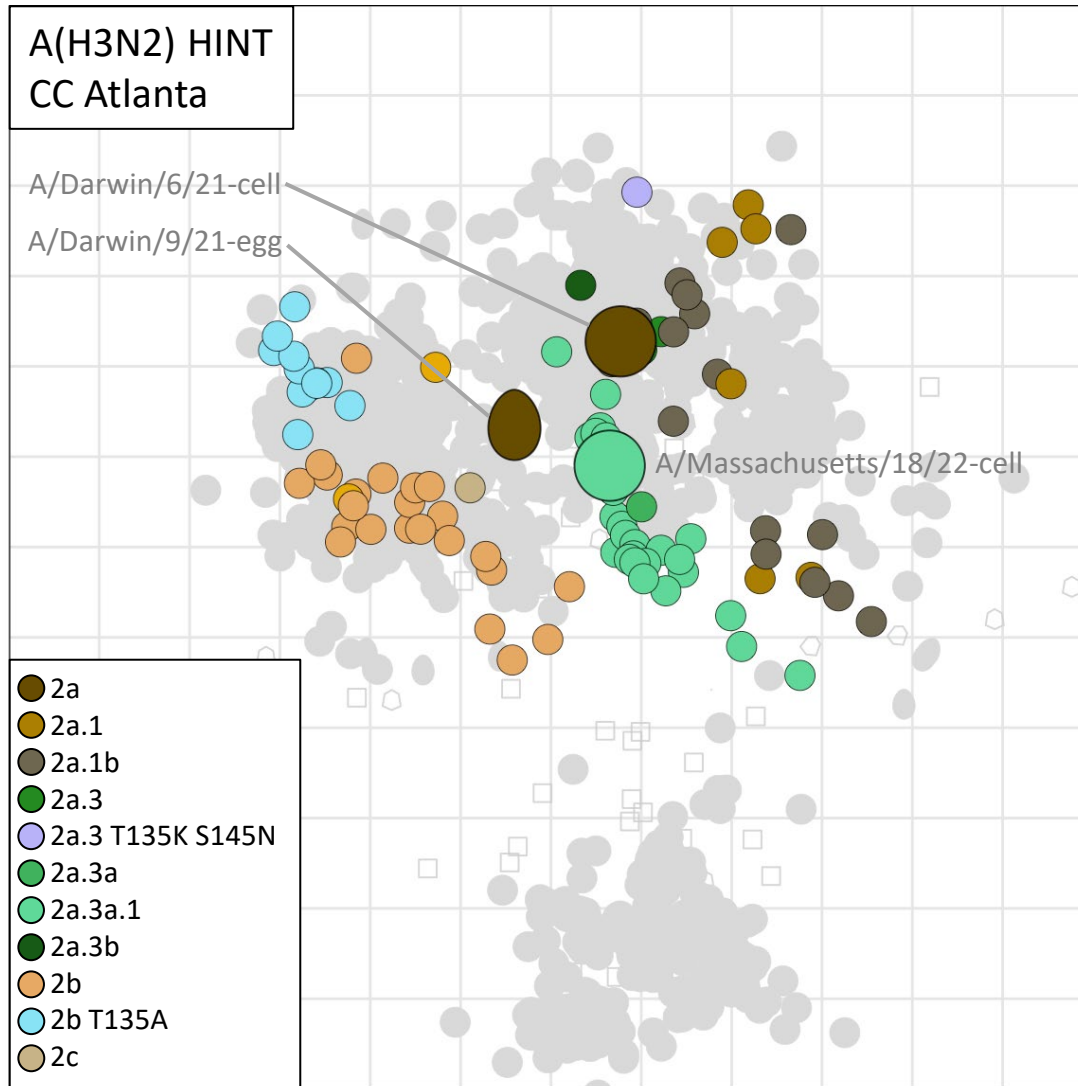 A(H3N2) HINT
CC Atlanta
A/Darwin/6/21-cell
A/Darwin/9/21-egg
A/Massachusetts/18/22-cell
2a
2a.1
2a.1b
2a.3
2a.3 T135K S145N
2a.3a
2a.3a.1
2a.3b
2b
2b T135A
2c